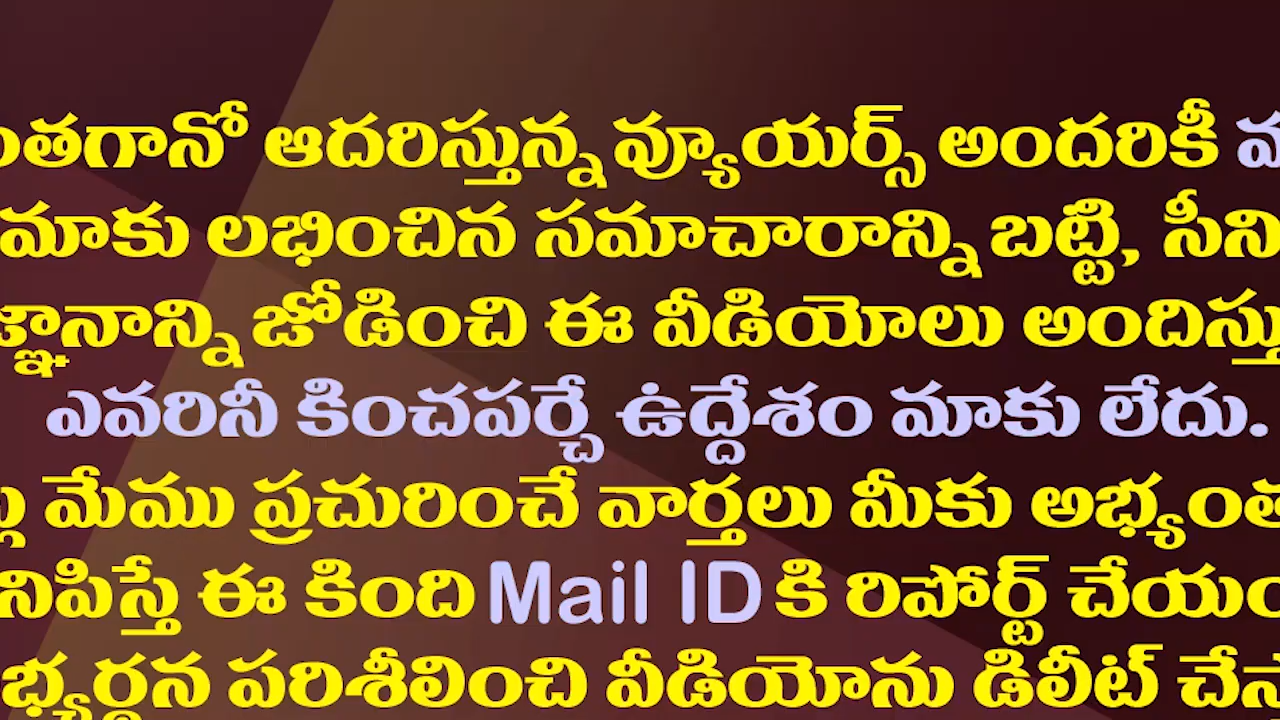 ంతగానో ఆదరిస్తున్న వ్యూయర్స్ అందరికీ
మాకు లభించిన సమాచారాన్ని బట్టి, సీని
జ్ఞానాన్ని జోడించి ఈ వీడియోలు అందిస్తు
ఎవరినీ కించపర్చే ఉద్దేశం మాకు లేదు.
మేము ప్రచురించే వార్తలు మీకు అభ్యంత
నిపిస్తే ఈ కింది Mail ID కి రిపోర్ట్ చేయం
భ్యర్థన పరిశీలించి వీడియోను డిలీట్ చేస